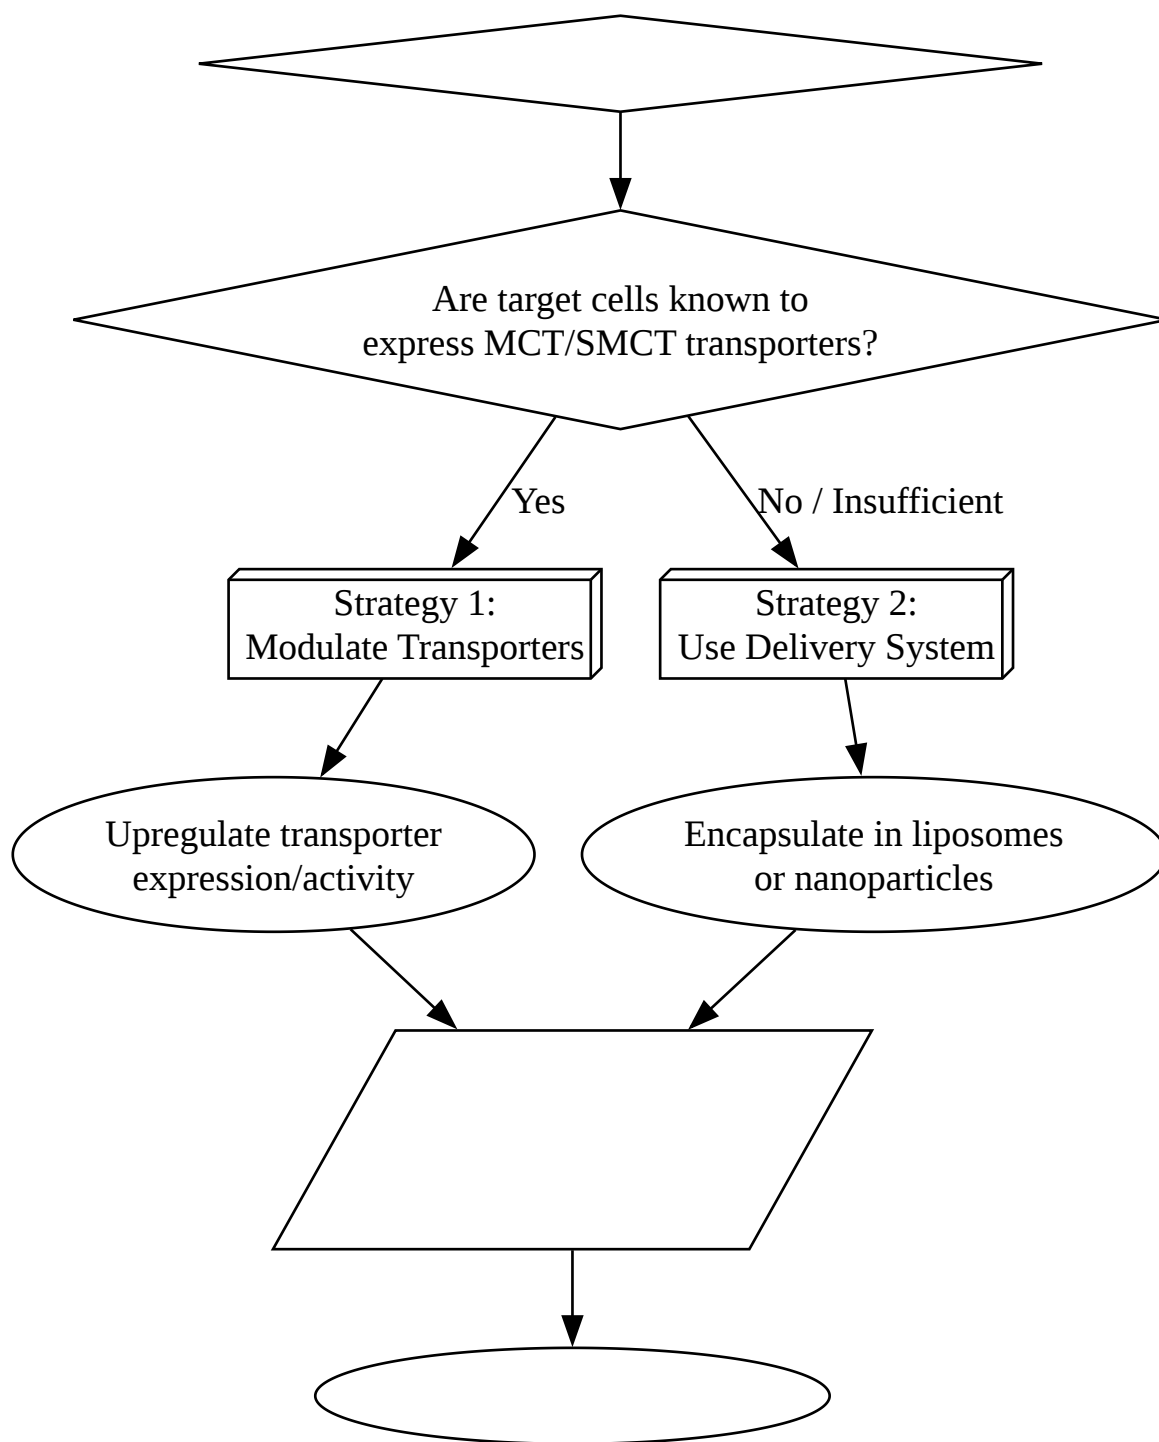 Are target cells known to
express MCT/SMCT transporters?
Yes
No / Insufficient
Strategy 1:
Modulate Transporters
Strategy 2:
Use Delivery System
Upregulate transporter
expression/activity
Encapsulate in liposomes
or nanoparticles